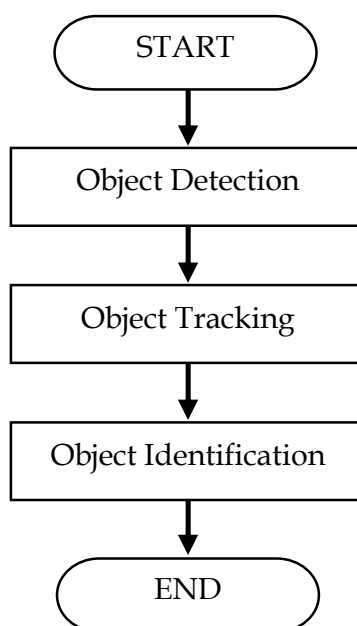 START
Object Detection
Object Tracking
Object Identification
END